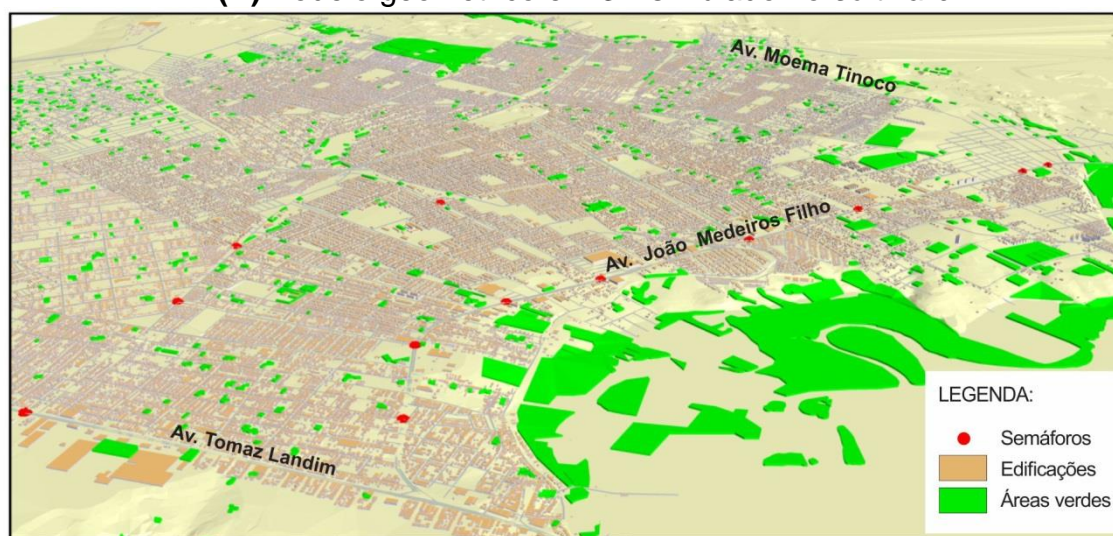 Av. Moema Tinoco
Av. João Medeiros Filho
Av. Tomaz Landim
LEGENDA:
Semáforos
Edificações
Áreas verdes